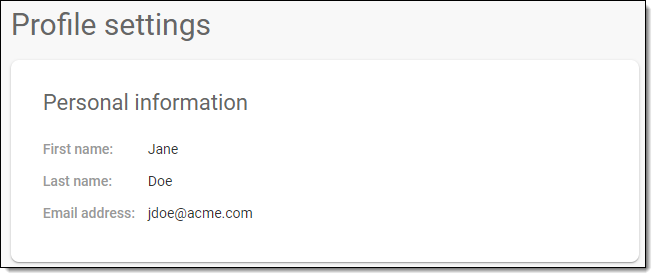 Profile settings
Personal information
First name: Jane
Last name: Doe
Email address: jdoe@acme.com